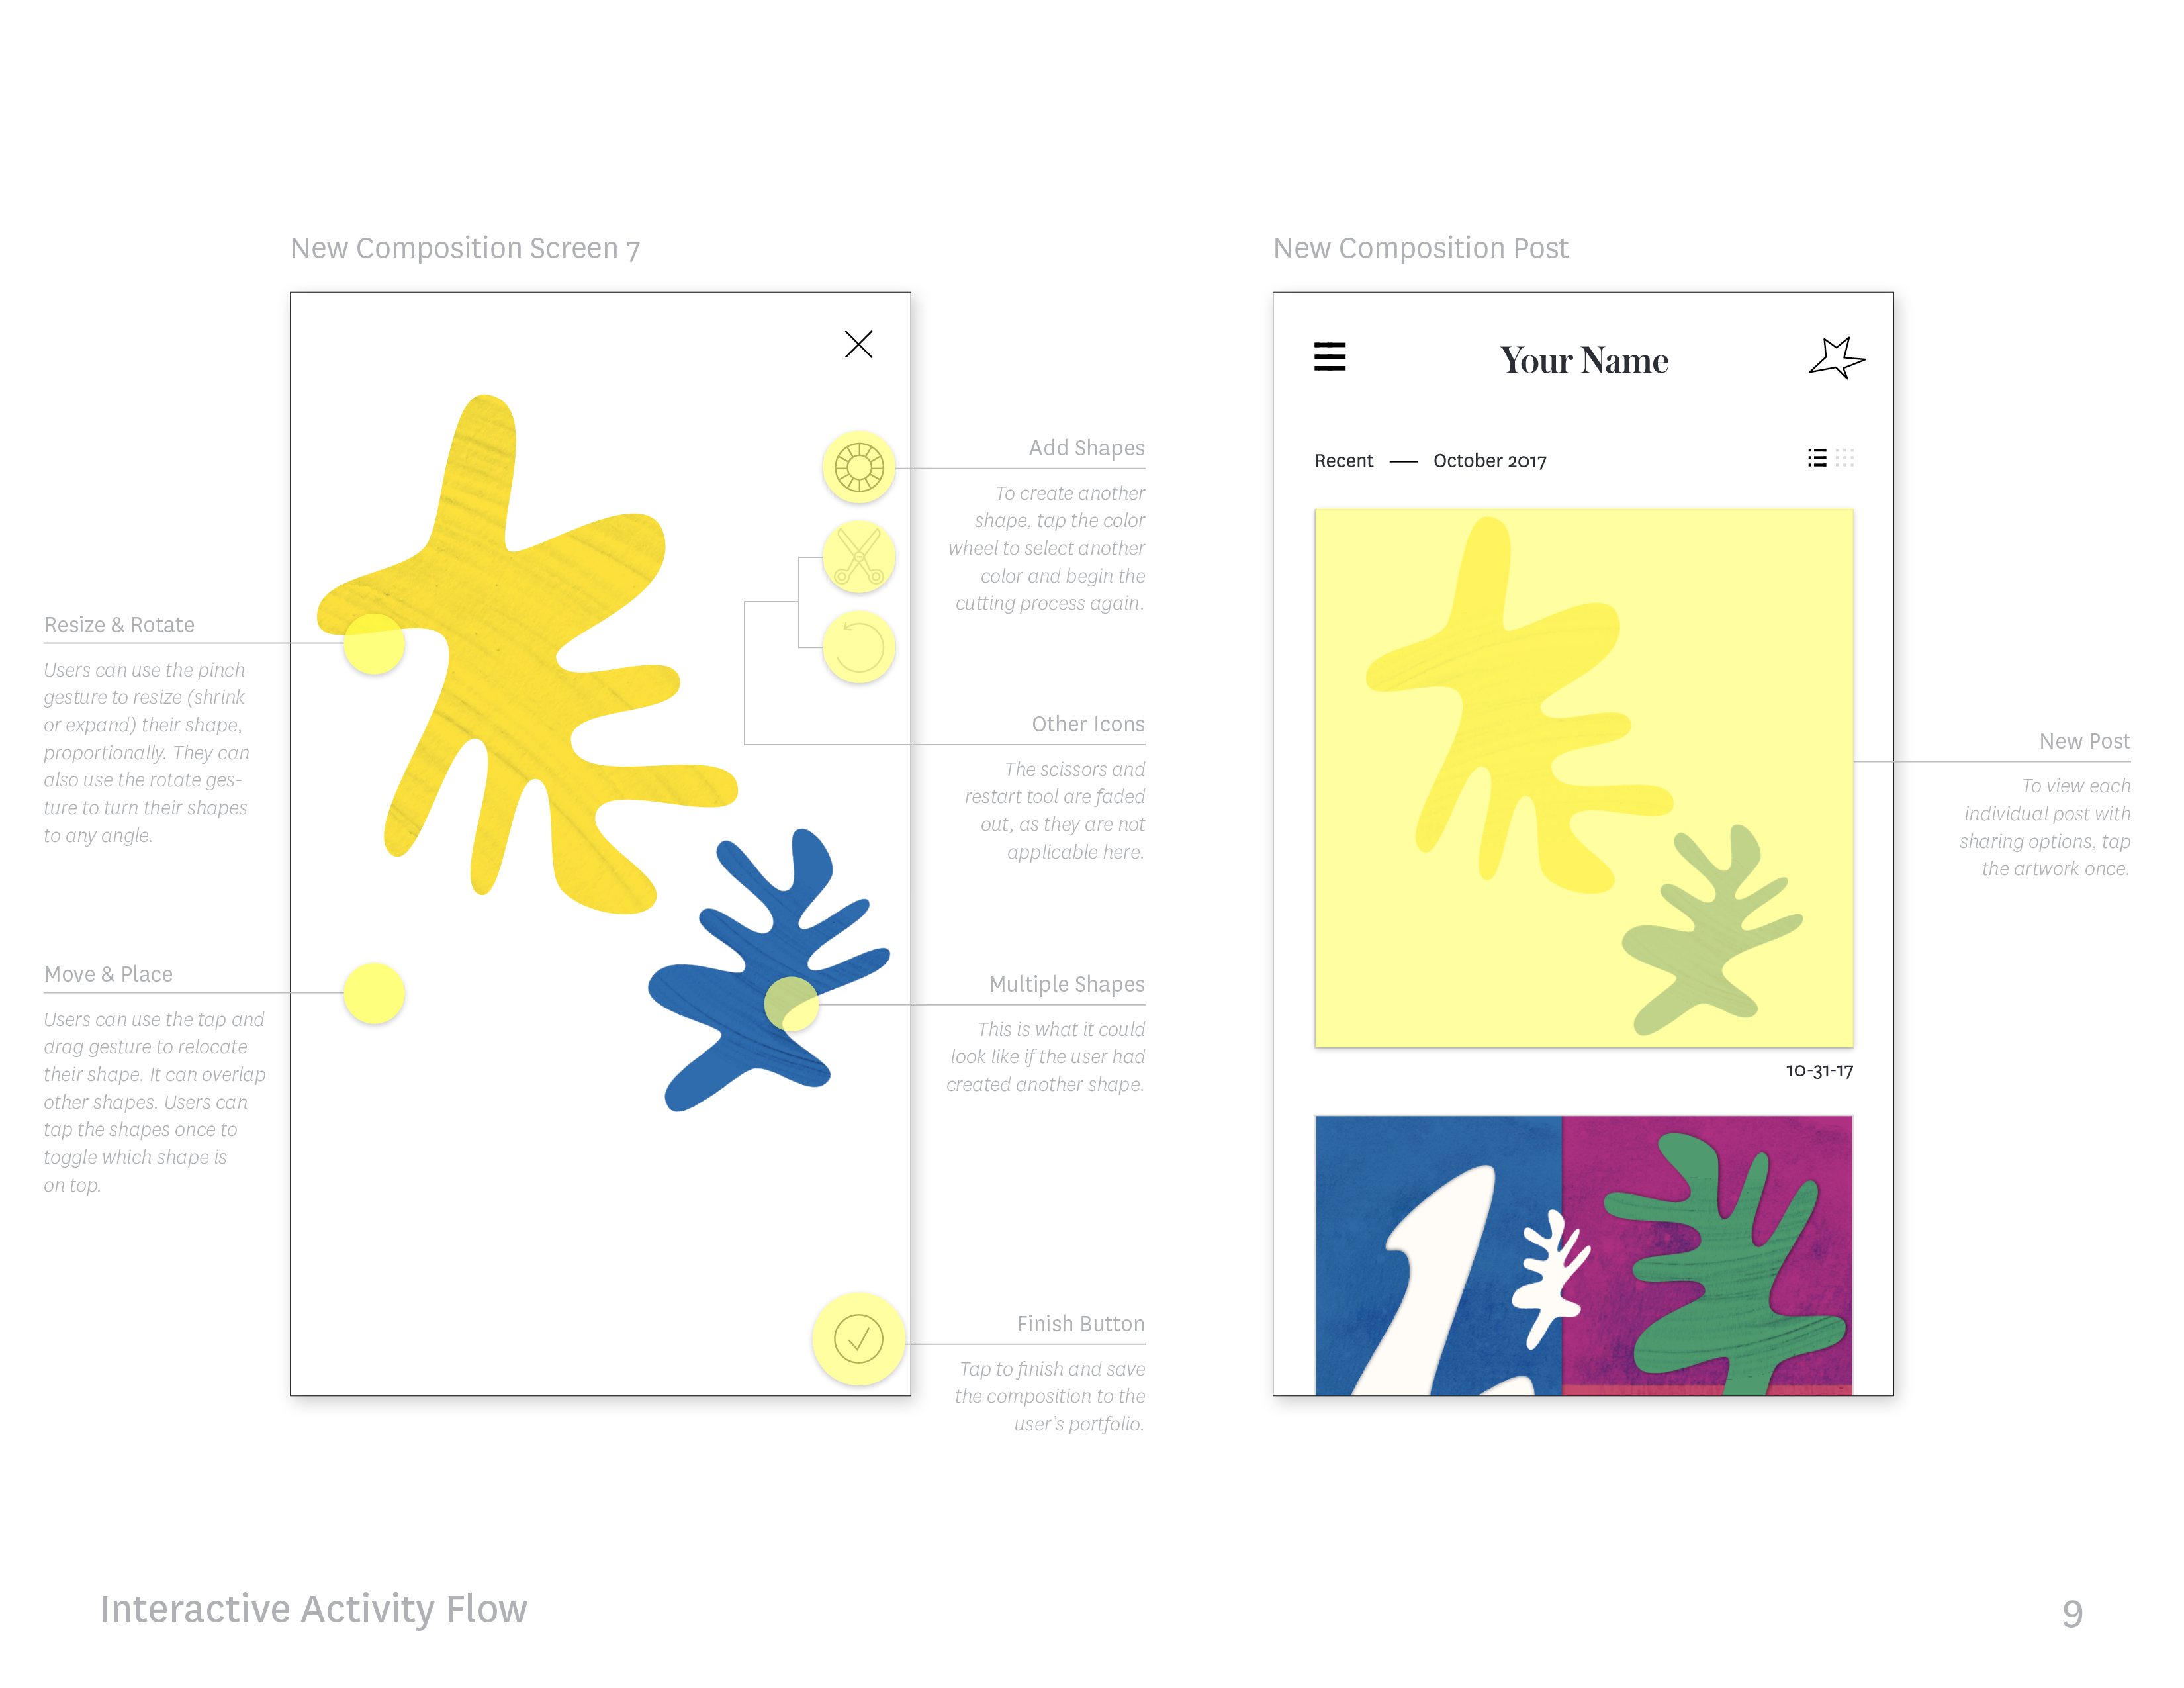 New Composition Screen 7
Resize & Rotate
Users can use the pinch
gesture to resize (shrink
or expand) their shape,
proportionally. They can
also use the rotate ges-
ture to turn their shapes
to any angle.
Move & Place
Users can use the tap and
drag gesture to relocate
their shape. It can overlap
other shapes. Users can
tap the shapes once to
toggle which shape is
on top.
Add Shapes
To create another
shape, tap the color
wheel to select another
color and begin the
cutting process again.
Other Icons
The scissors and
restart tool are faded
out, as they are not
applicable here.
Multiple Shapes
This is what it could
look like if the user had
created another shape.
Finish Button
Tap to finish and save
the composition to the
user’s portfolio.
New Composition Post
Your Name
Recent — October 2017
10-31-17
New Post
To view each
individual post with
sharing options, tap
the artwork once.
Interactive Activity Flow
9